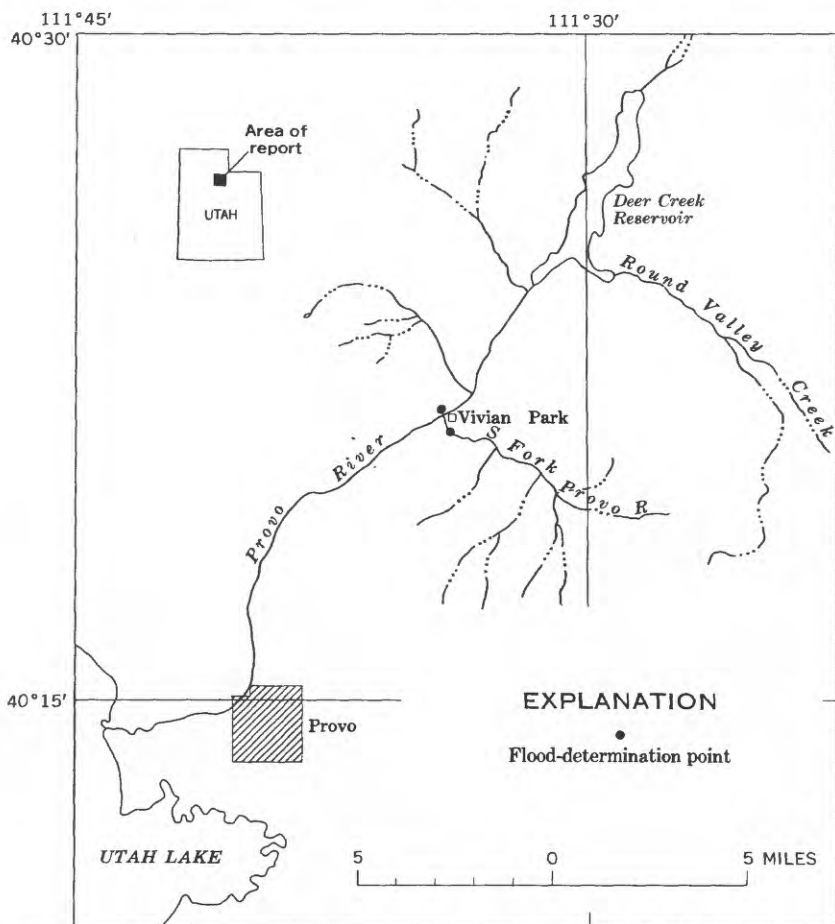 111°45'
111°30'
40°30'
Area of
report
UTAH
Deer Creek
Reservoir
Round Valley Creek
Vivian Park
S Fork Provo R
Provo River
40°15'
Provo
EXPLANATION
Flood-determination point
UTAH LAKE
5 0 5 MILES